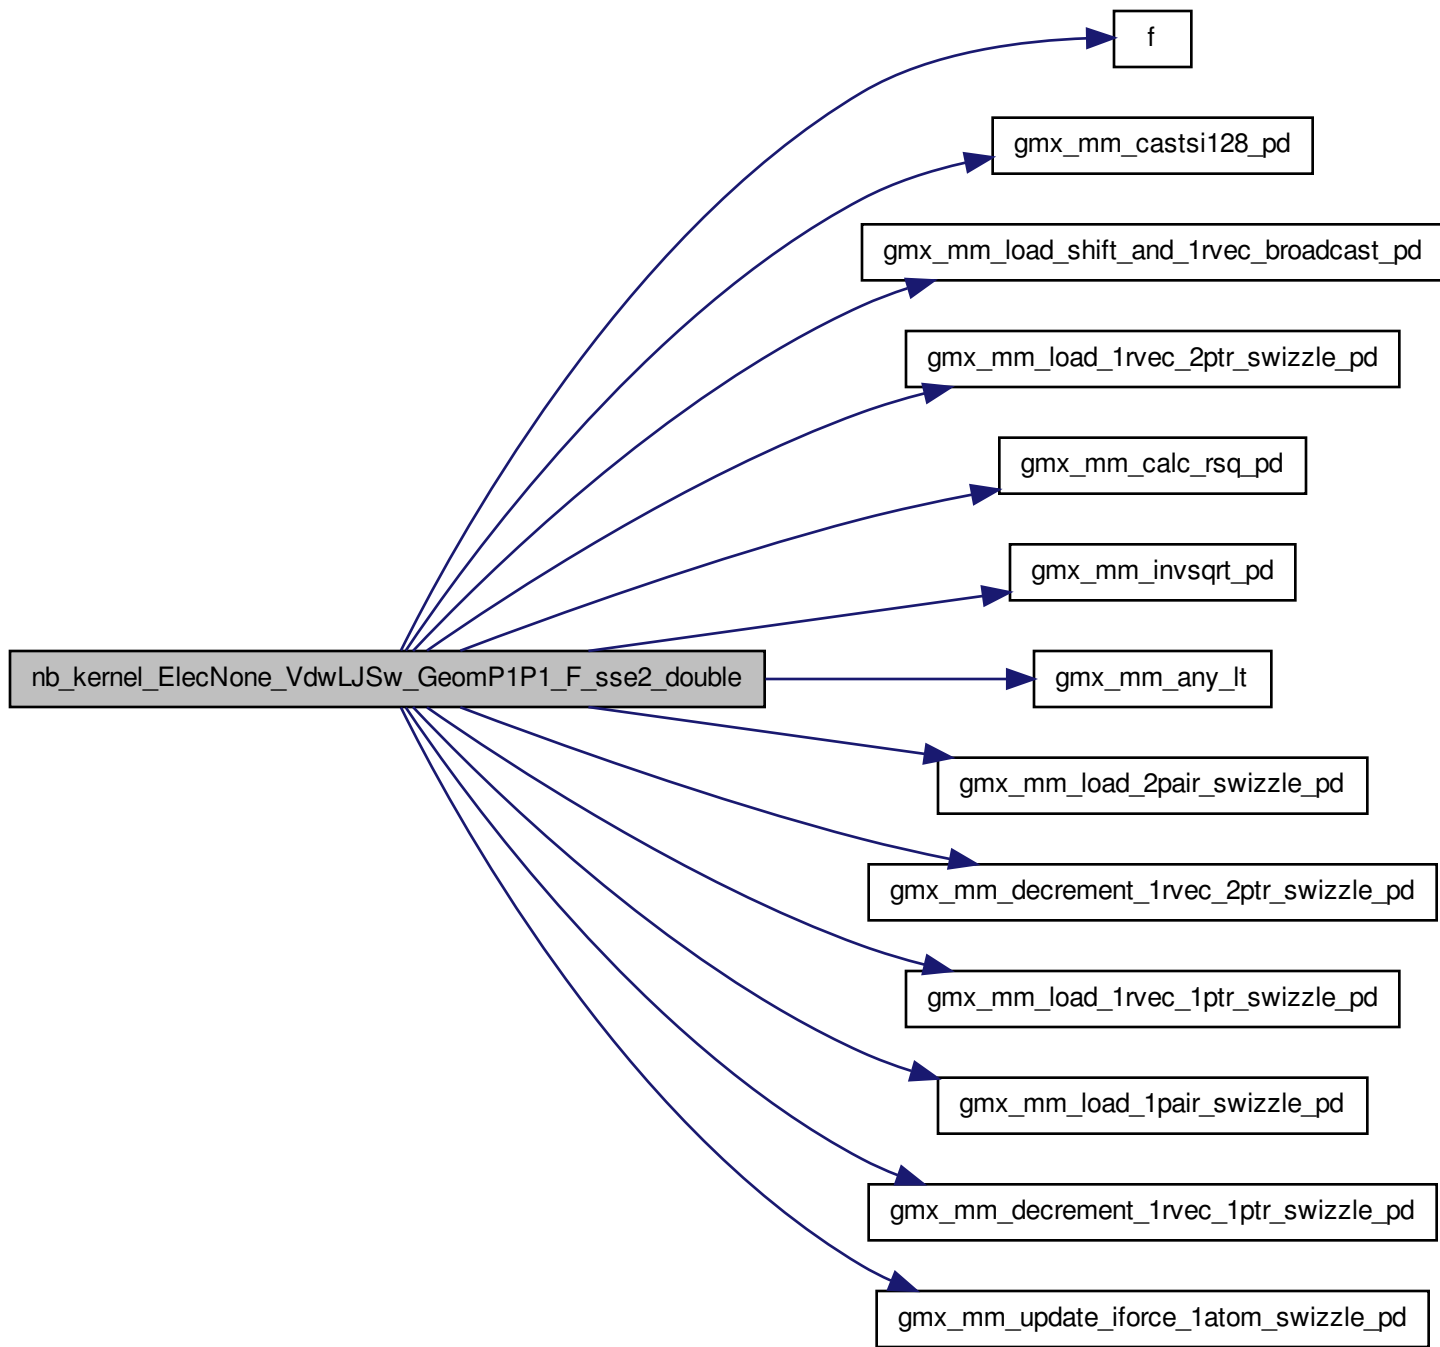 f
gmx_mm_castsi128_pd
gmx_mm_load_shift_and_1rvec_broadcast_pd
gmx_mm_load_1rvec_2ptr_swizzle_pd
gmx_mm_calc_rsq_pd
gmx_mm_invsqrt_pd
nb_kernel_ElecNone_VdwLJSw_GeomP1P1_F_sse2_double
gmx_mm_any_lt
gmx_mm_load_2pair_swizzle_pd
gmx_mm_decrement_1rvec_2ptr_swizzle_pd
gmx_mm_load_1rvec_1ptr_swizzle_pd
gmx_mm_load_1pair_swizzle_pd
gmx_mm_decrement_1rvec_1ptr_swizzle_pd
gmx_mm_update_iforce_1atom_swizzle_pd